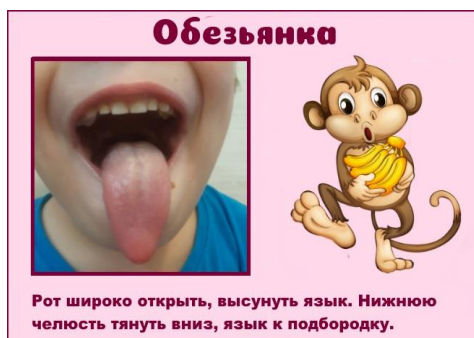 Обезьянка
Рот широко открыть, высунуть язык. Нижнюю
челюсть тянуть вниз, язык к подбородку.